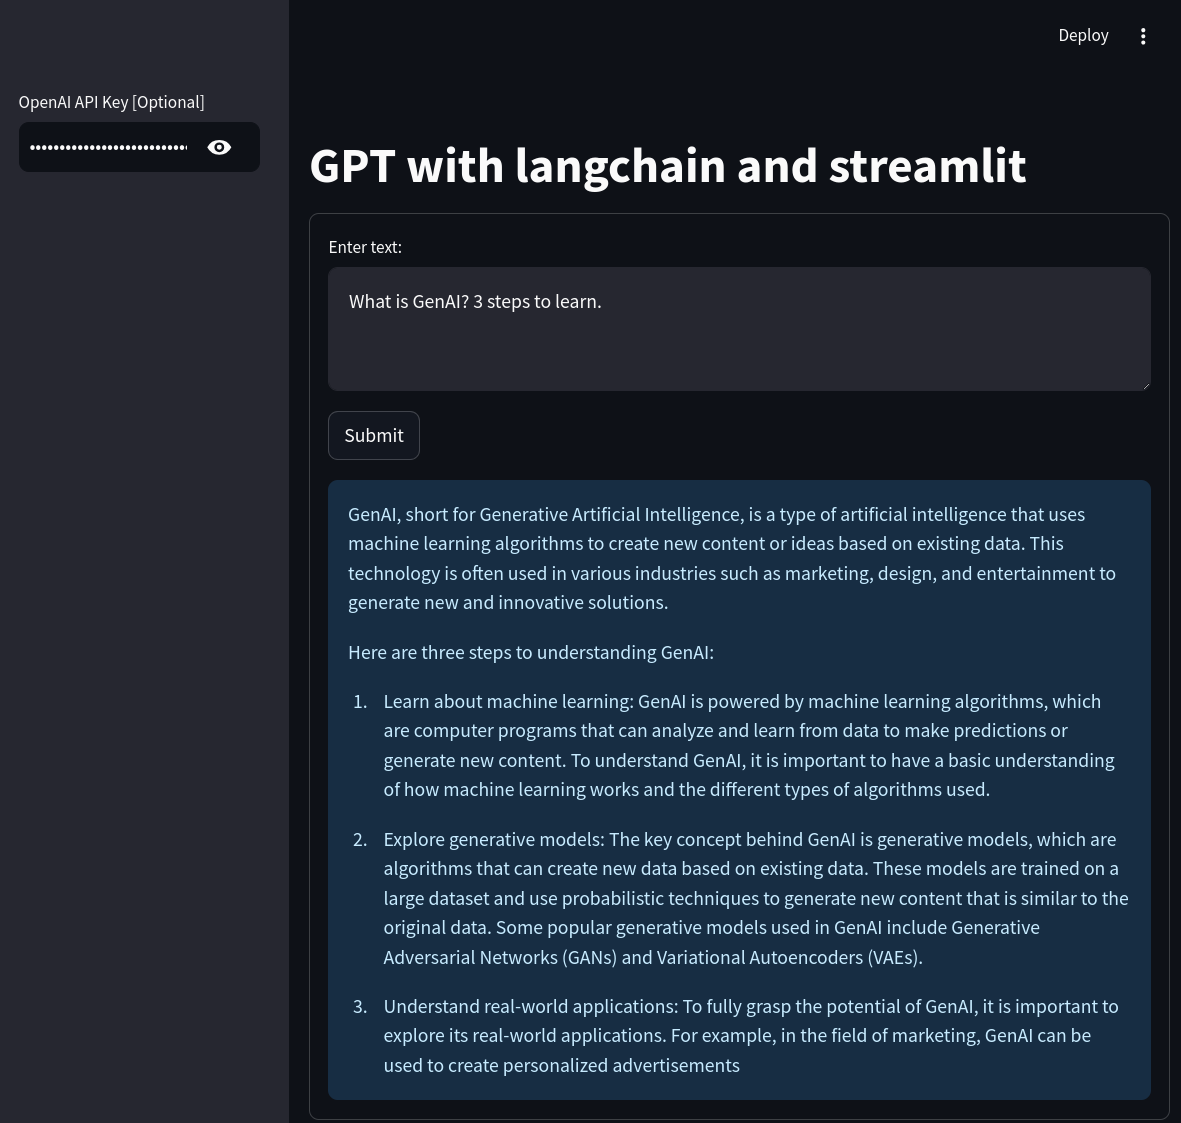 Deploy
OpenAI API Key [Optional]
GPT with langchain and streamlit
Enter text:
What is GenAI? 3 steps to learn.
Submit
GenAI, short for Generative Artificial Intelligence, is a type of artificial intelligence that uses
machine learning algorithms to create new content or ideas based on existing data. This
technology is often used in various industries such as marketing, design, and entertainment to
generate new and innovative solutions.
Here are three steps to understanding GenAI:
1. Learn about machine learning: GenAI is powered by machine learning algorithms, which
are computer programs that can analyze and learn from data to make predictions or
generate new content. To understand GenAI, it is important to have a basic understanding
of how machine learning works and the different types of algorithms used.
2. Explore generative models: The key concept behind GenAI is generative models, which are
algorithms that can create new data based on existing data. These models are trained on a
large dataset and use probabilistic techniques to generate new content that is similar to the
original data. Some popular generative models used in GenAI include Generative
Adversarial Networks (GANs) and Variational Autoencoders (VAEs).
3. Understand real-world applications: To fully grasp the potential of GenAI, it is important to
explore its real-world applications. For example, in the field of marketing, GenAI can be
used to create personalized advertisements